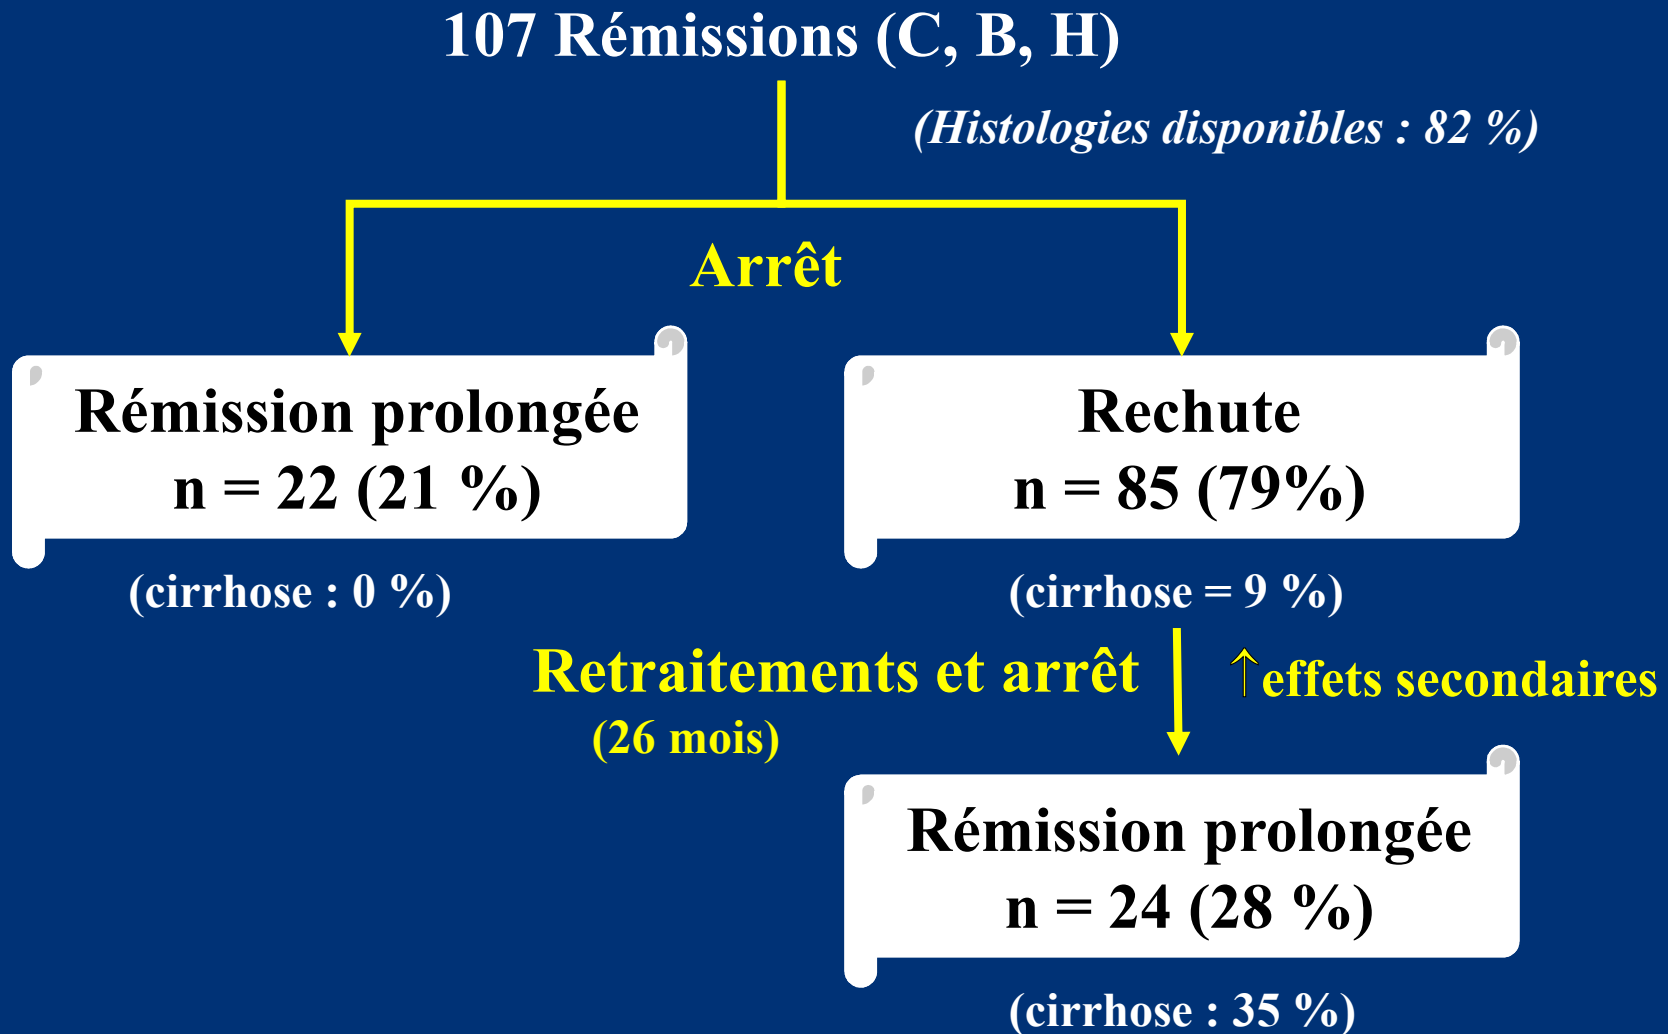 107 Rémissions (C, B, H)
(Histologies disponibles : 82 %)
Arrêt
Rémission prolongée
n = 22 (21 %)
(cirrhose : 0 %)
Rechute
n = 85 (79%)
(cirrhose = 9 %)
Retraitements et arrêt
(26 mois)
↑effets secondaires
Rémission prolongée
n = 24 (28 %)
(cirrhose : 35 %)